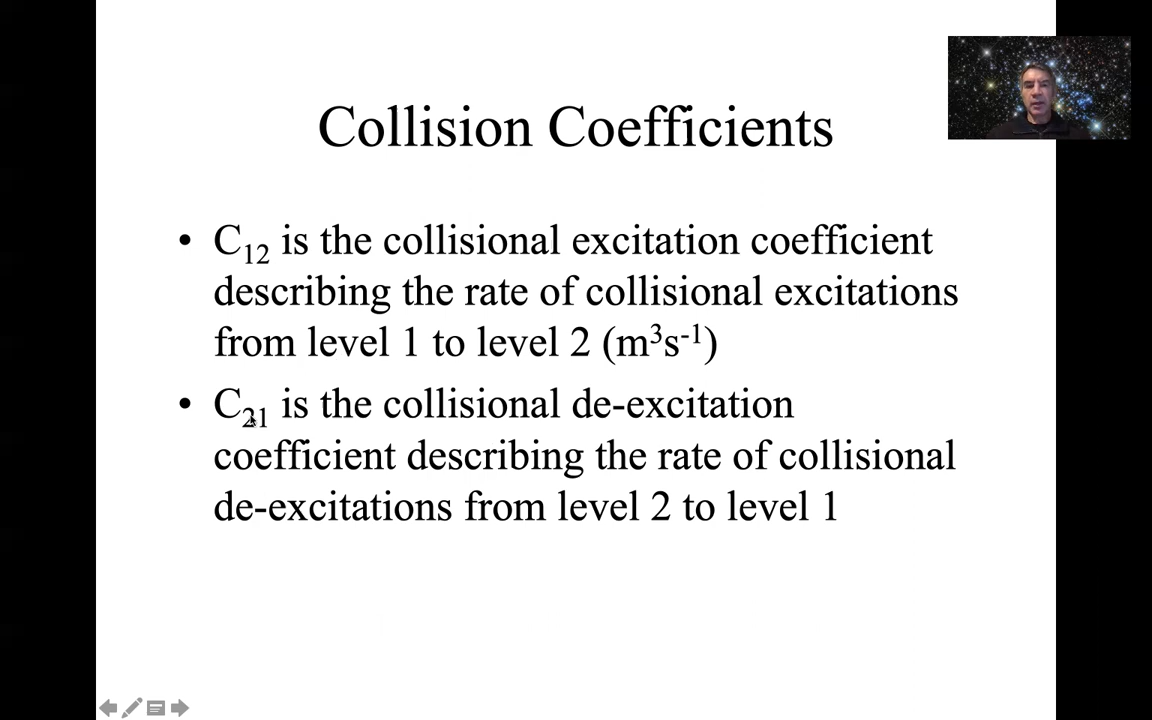 Collision Coefficients
• C₁₂ is the collisional excitation coefficient
describing the rate of collisional excitations
from level 1 to level 2 (m³s⁻¹)
• C₂₁ is the collisional de-excitation
coefficient describing the rate of collisional
de-excitations from level 2 to level 1